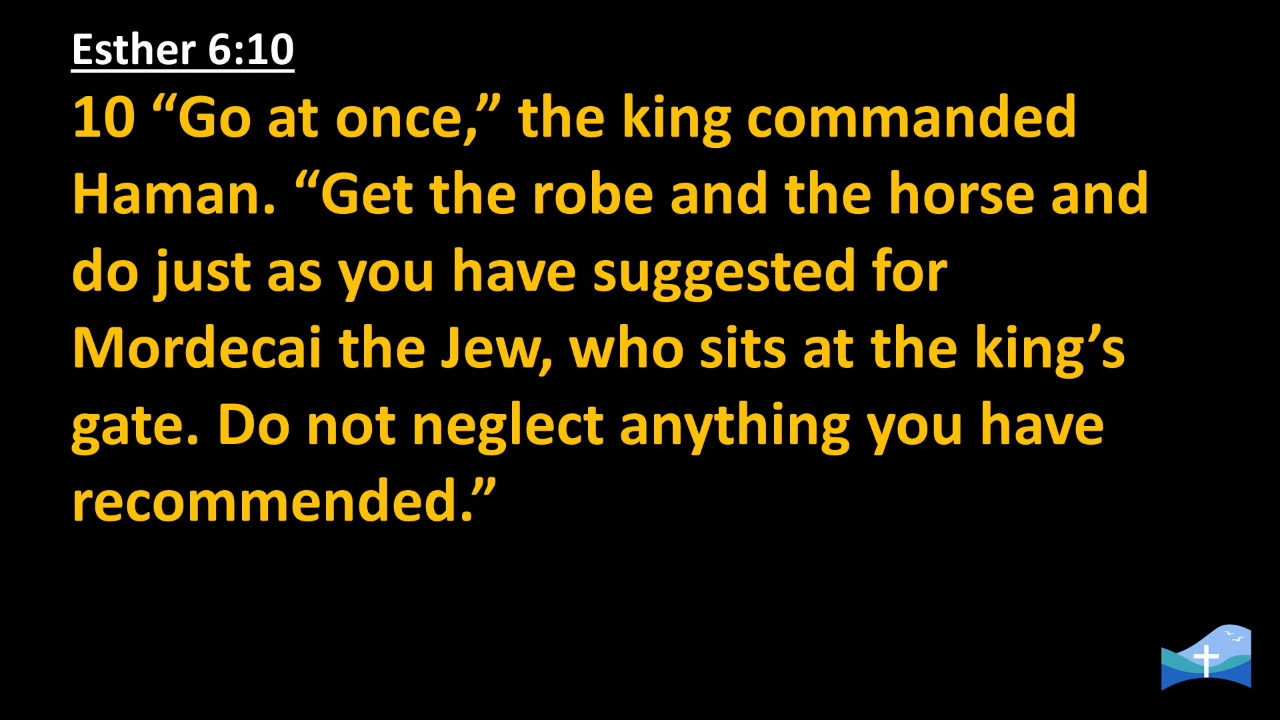 Esther 6:10
10 “Go at once,” the king commanded
Haman. “Get the robe and the horse and
do just as you have suggested for
Mordecai the Jew, who sits at the king’s
gate. Do not neglect anything you have
recommended.”